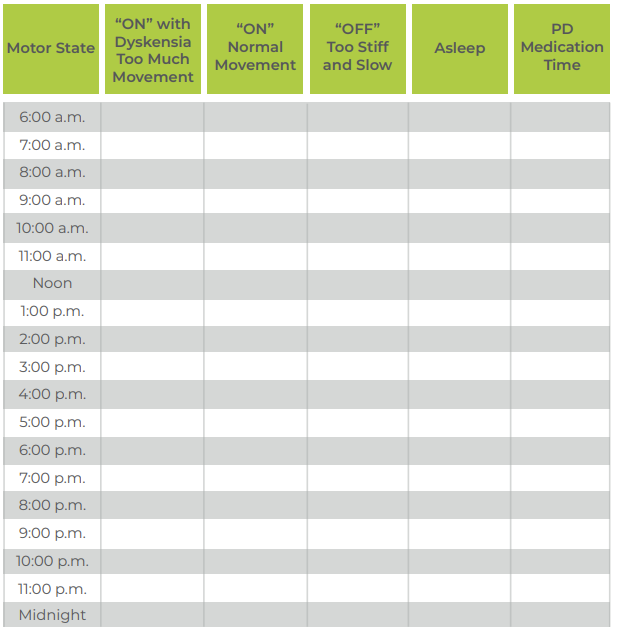 Motor State
“ON” with
Dyskensia
Too Much
Movement
“ON”
Normal
Movement
“OFF”
Too Stiff
and Slow
Asleep
PD
Medication
Time
6:00 a.m.
7:00 a.m.
8:00 a.m.
9:00 a.m.
10:00 a.m.
11:00 a.m.
Noon
1:00 p.m.
2:00 p.m.
3:00 p.m.
4:00 p.m.
5:00 p.m.
6:00 p.m.
7:00 p.m.
8:00 p.m.
9:00 p.m.
10:00 p.m.
11:00 p.m.
Midnight